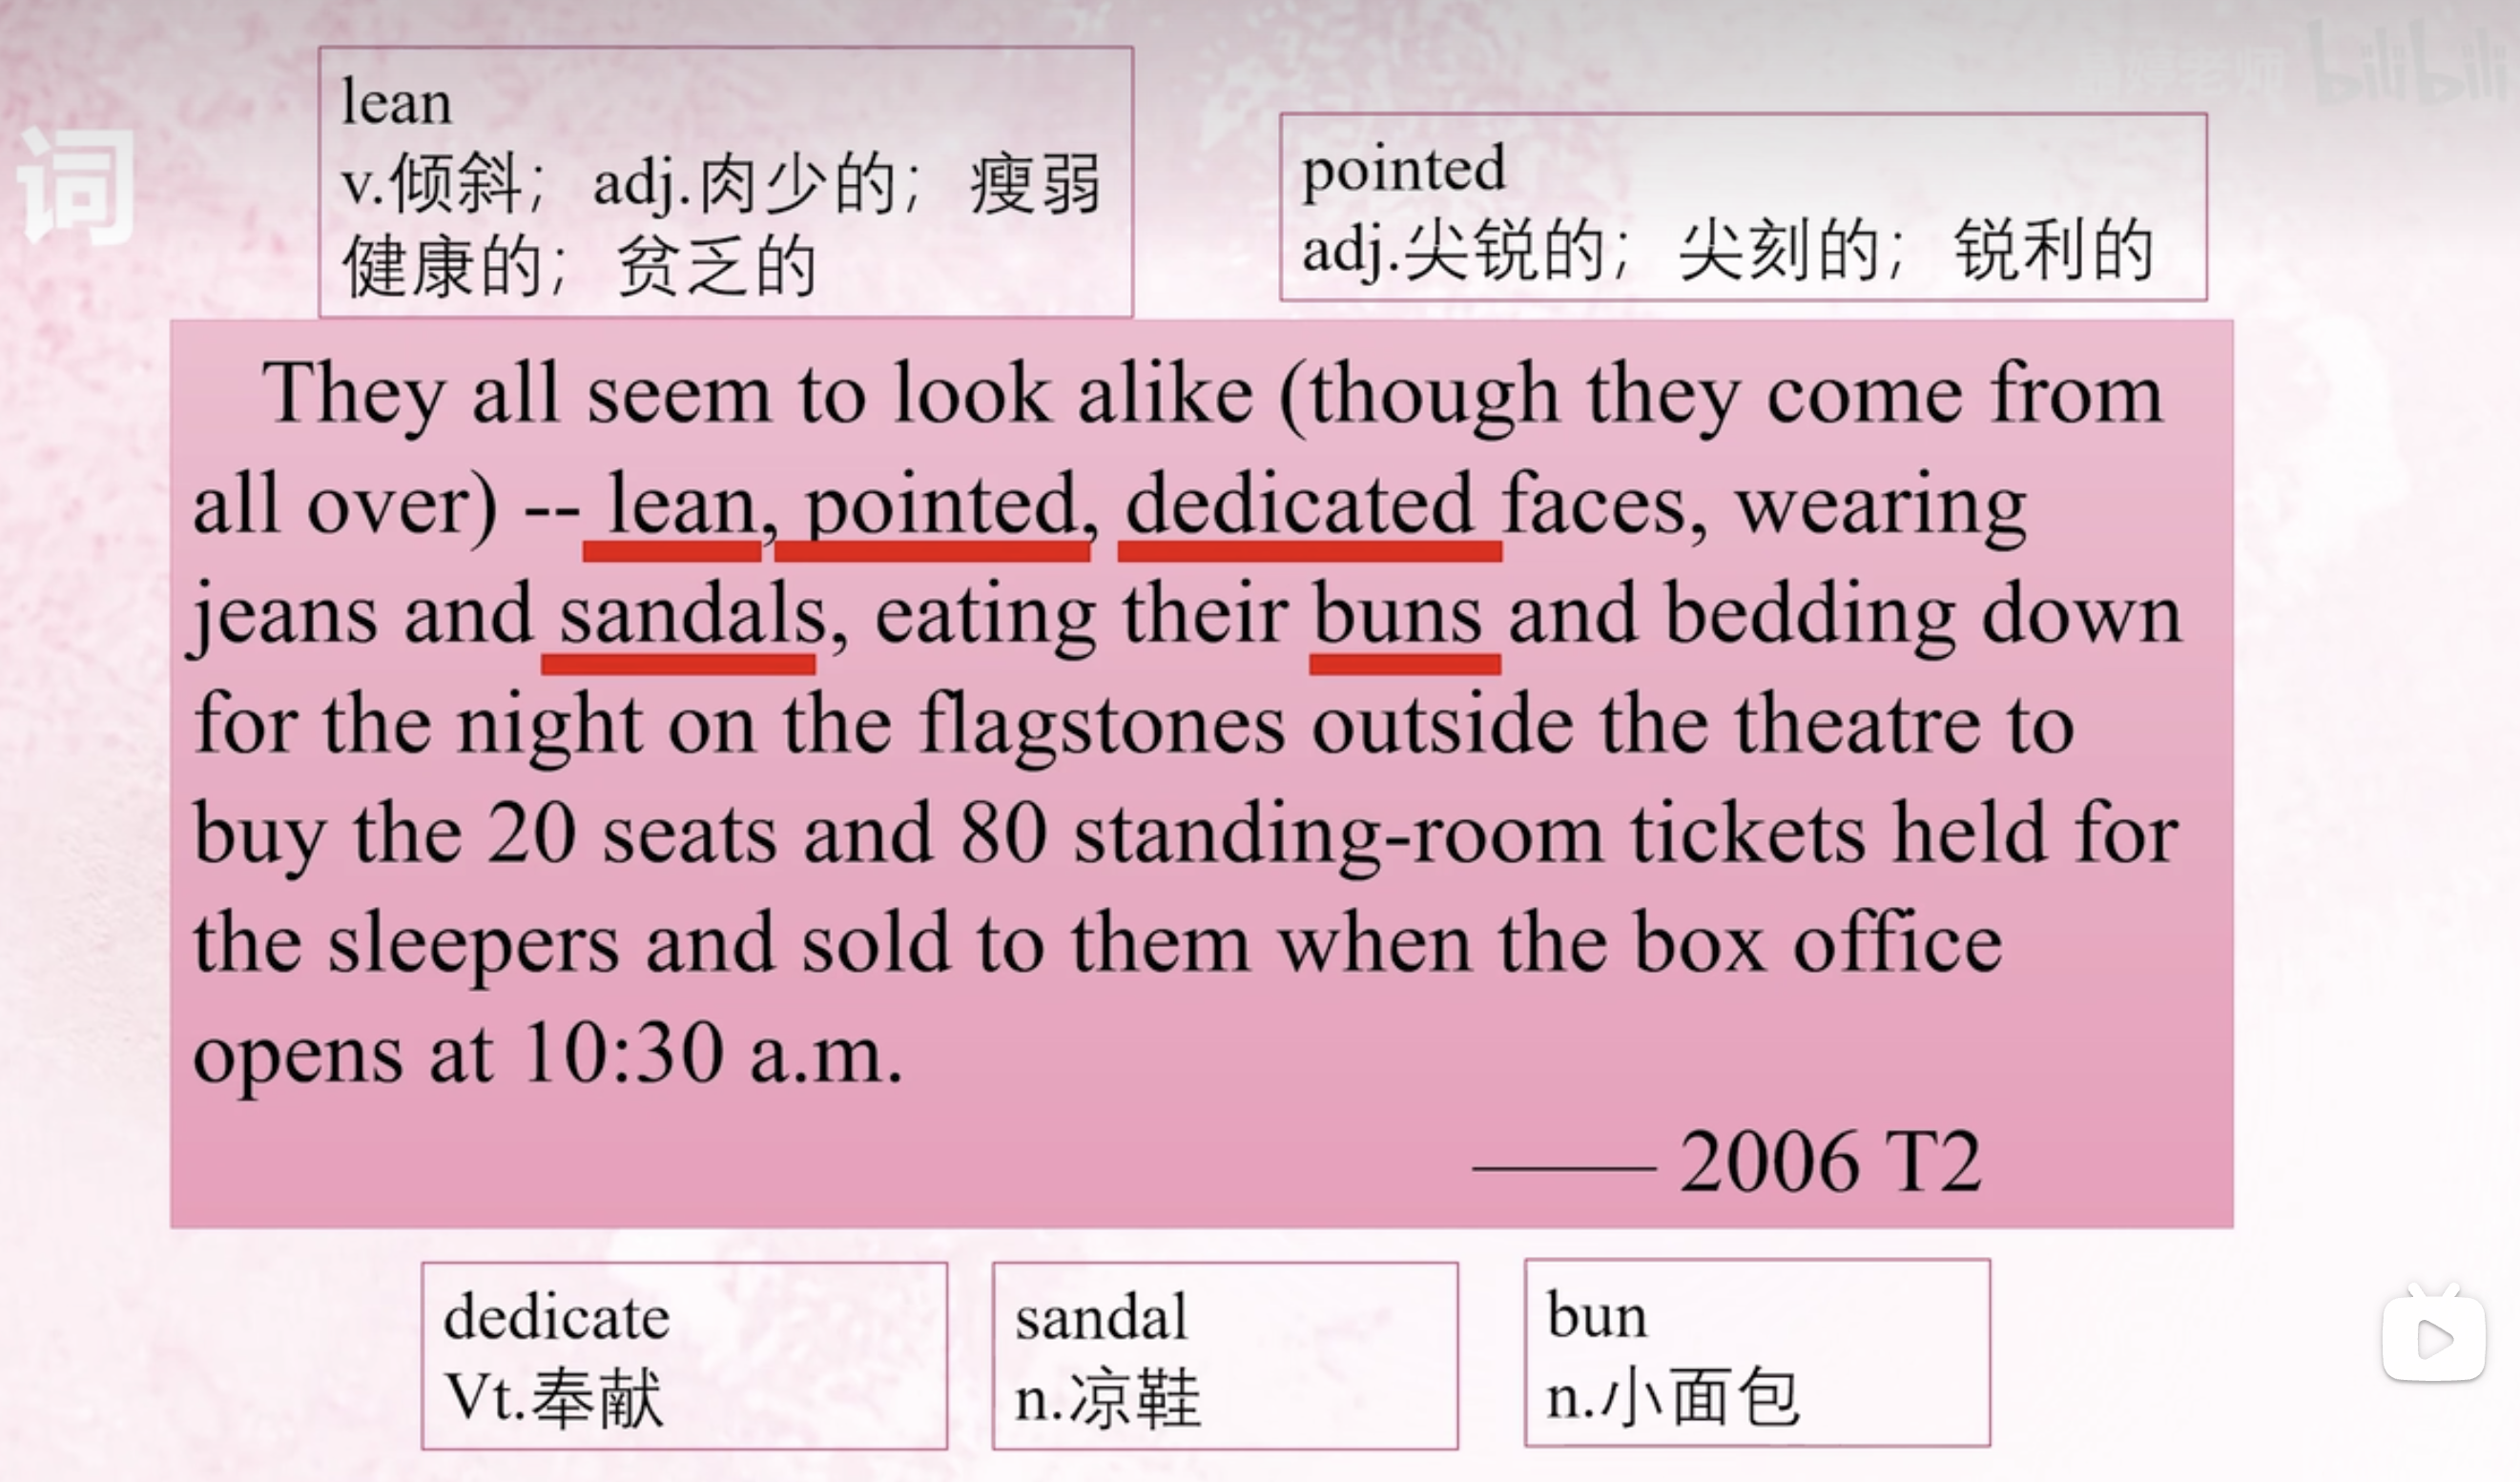 词
lean
v.倾斜； adj.肉少的； 瘦弱
健康的； 贫乏的
pointed
adj.尖锐的； 尖刻的； 锐利的
They all seem to look alike (though they come from
all over) -- lean, pointed, dedicated faces, wearing
jeans and sandals, eating their buns and bedding down
for the night on the flagstones outside the theatre to
buy the 20 seats and 80 standing-room tickets held for
the sleepers and sold to them when the box office
opens at 10:30 a.m.
—— 2006 T2
dedicate
Vt.奉献
sandal
n.凉鞋
bun
n.小面包
bilibili